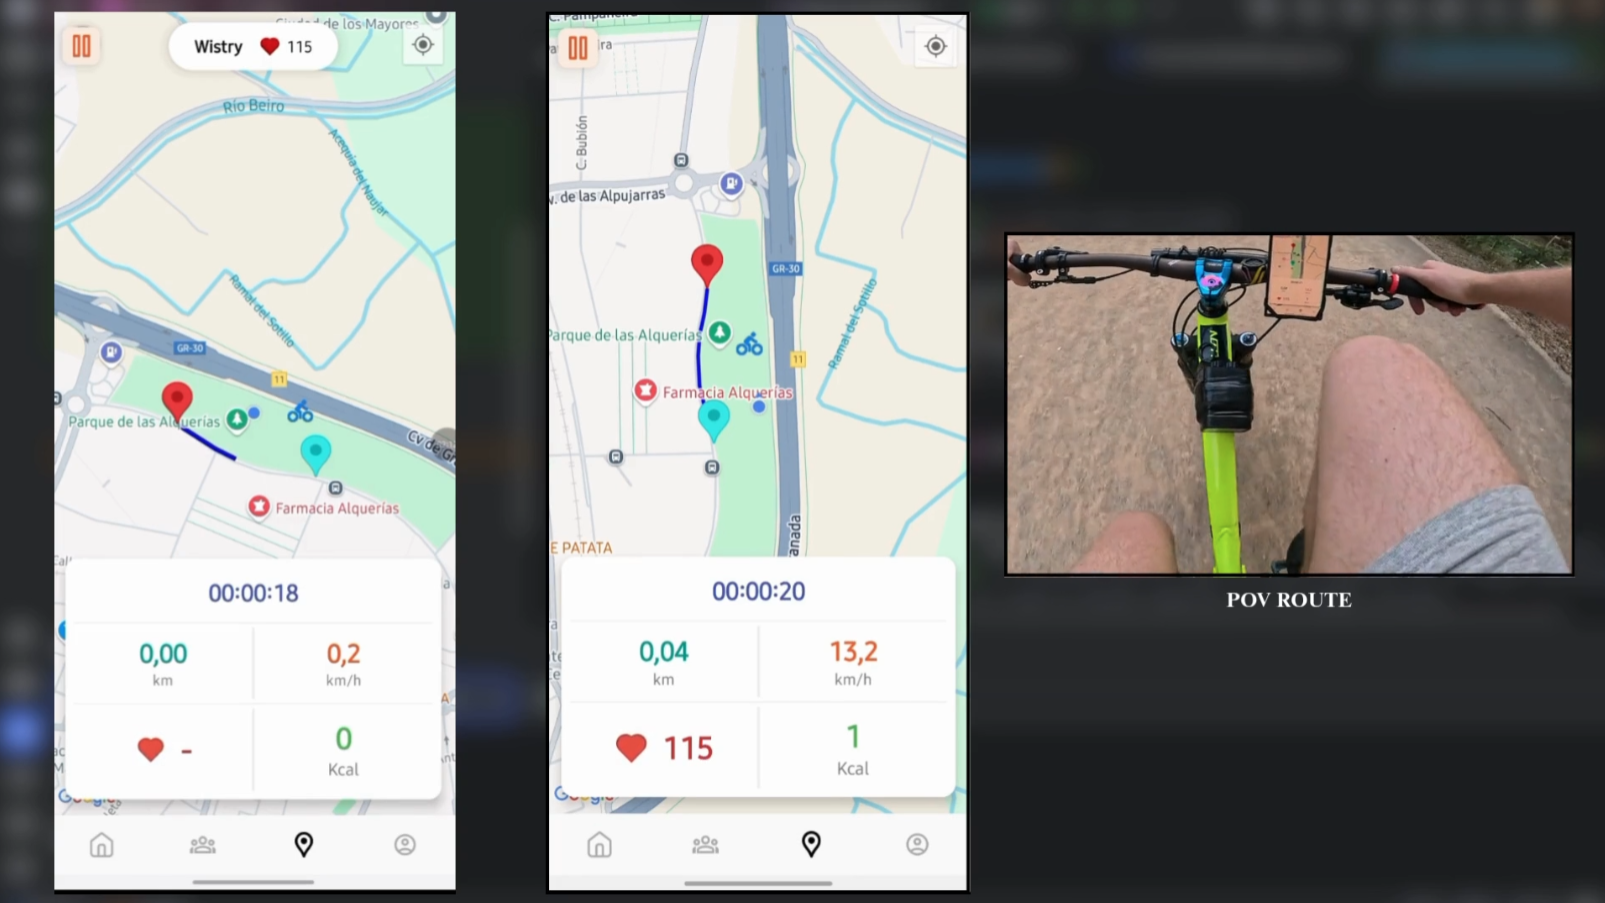 Ciudad de los Mayores
Wistry 115
Río Beiro
Acequia del Naujar
Ramal del Sotillo
GR-30
11
Parque de las Alquerías
Cv de Gr
Farmacia Alquerías
00:00:18
0,00
km
0,2
km/h
-
0
Kcal
Google
C. Pampaneira
C. Bubión
v. de las Alpujarras
GR-30
Parque de las Alquerías
Ramal del Sotillo
11
Farmacia Alquerías
anada
E PATATA
00:00:20
0,04
km
13,2
km/h
115
1
Kcal
Google
POV ROUTE